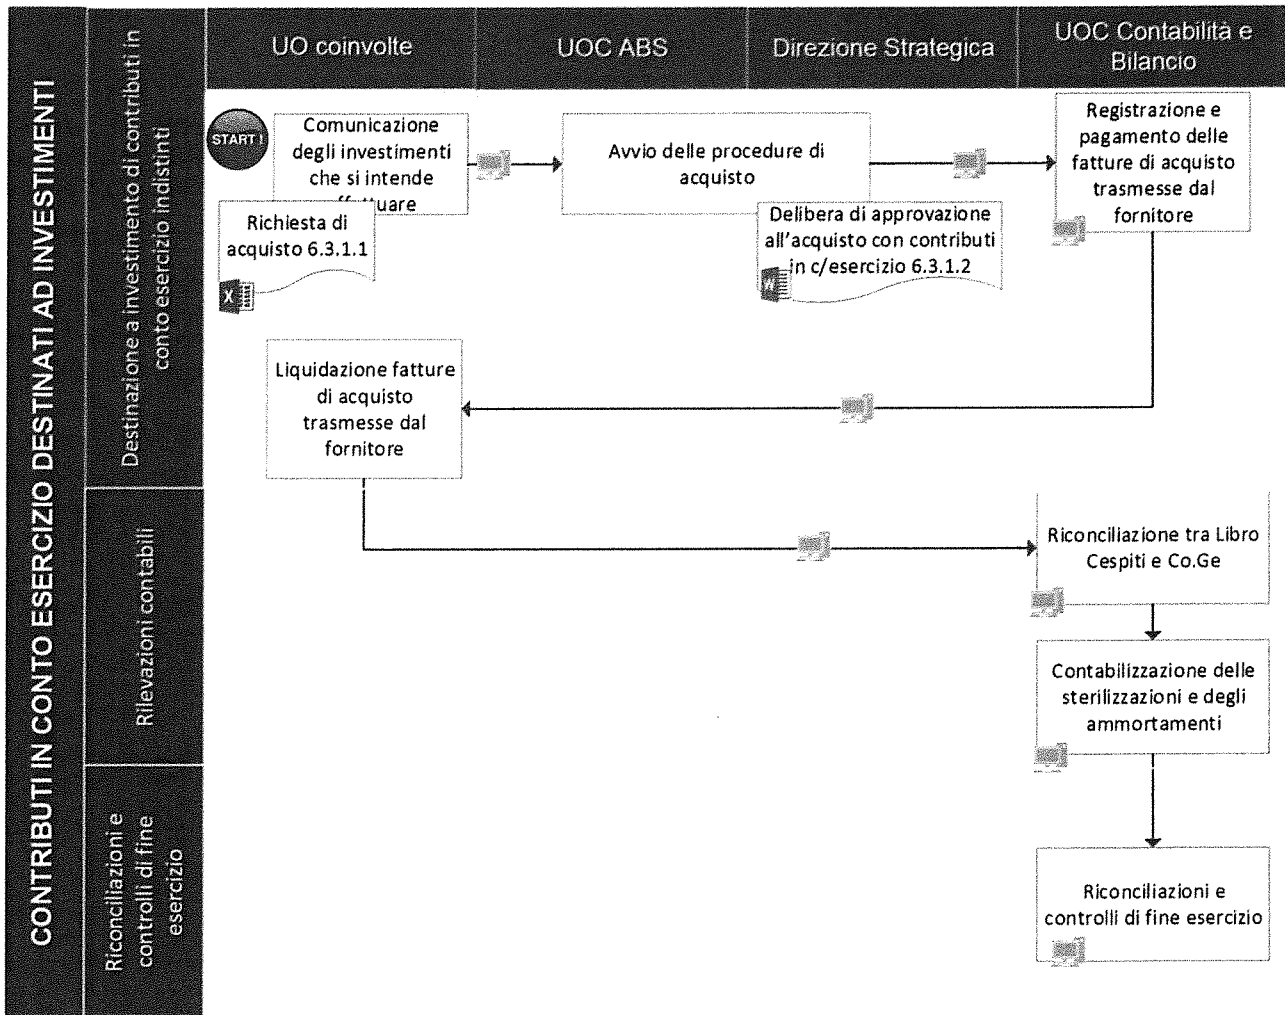 CONTRIBUTI IN CONTO ESERCIZIO DESTINATI AD INVESTIMENTI
Destinazione a investimento di contributi in
conto esercizio indistinti
Rilevazioni contabili
Riconciliazioni e
controlli di fine
esercizio
UO coinvolte
UOC ABS
Direzione Strategica
UOC Contabilità e
Bilancio
START !
Comunicazione
degli investimenti
che si intende
effettuare
Richiesta di
acquisto 6.3.1.1
X
Avvio delle procedure di
acquisto
Delibera di approvazione
all'acquisto con contributi
in c/esercizio 6.3.1.2
W
Registrazione e
pagamento delle
fatture di acquisto
trasmesse dal
fornitore
Liquidazione fatture
di acquisto
trasmesse dal
fornitore
Riconciliazione tra Libro
Cespiti e Co.Ge
Contabilizzazione delle
sterilizzazioni e degli
ammortamenti
Riconciliazioni e
controlli di fine esercizio